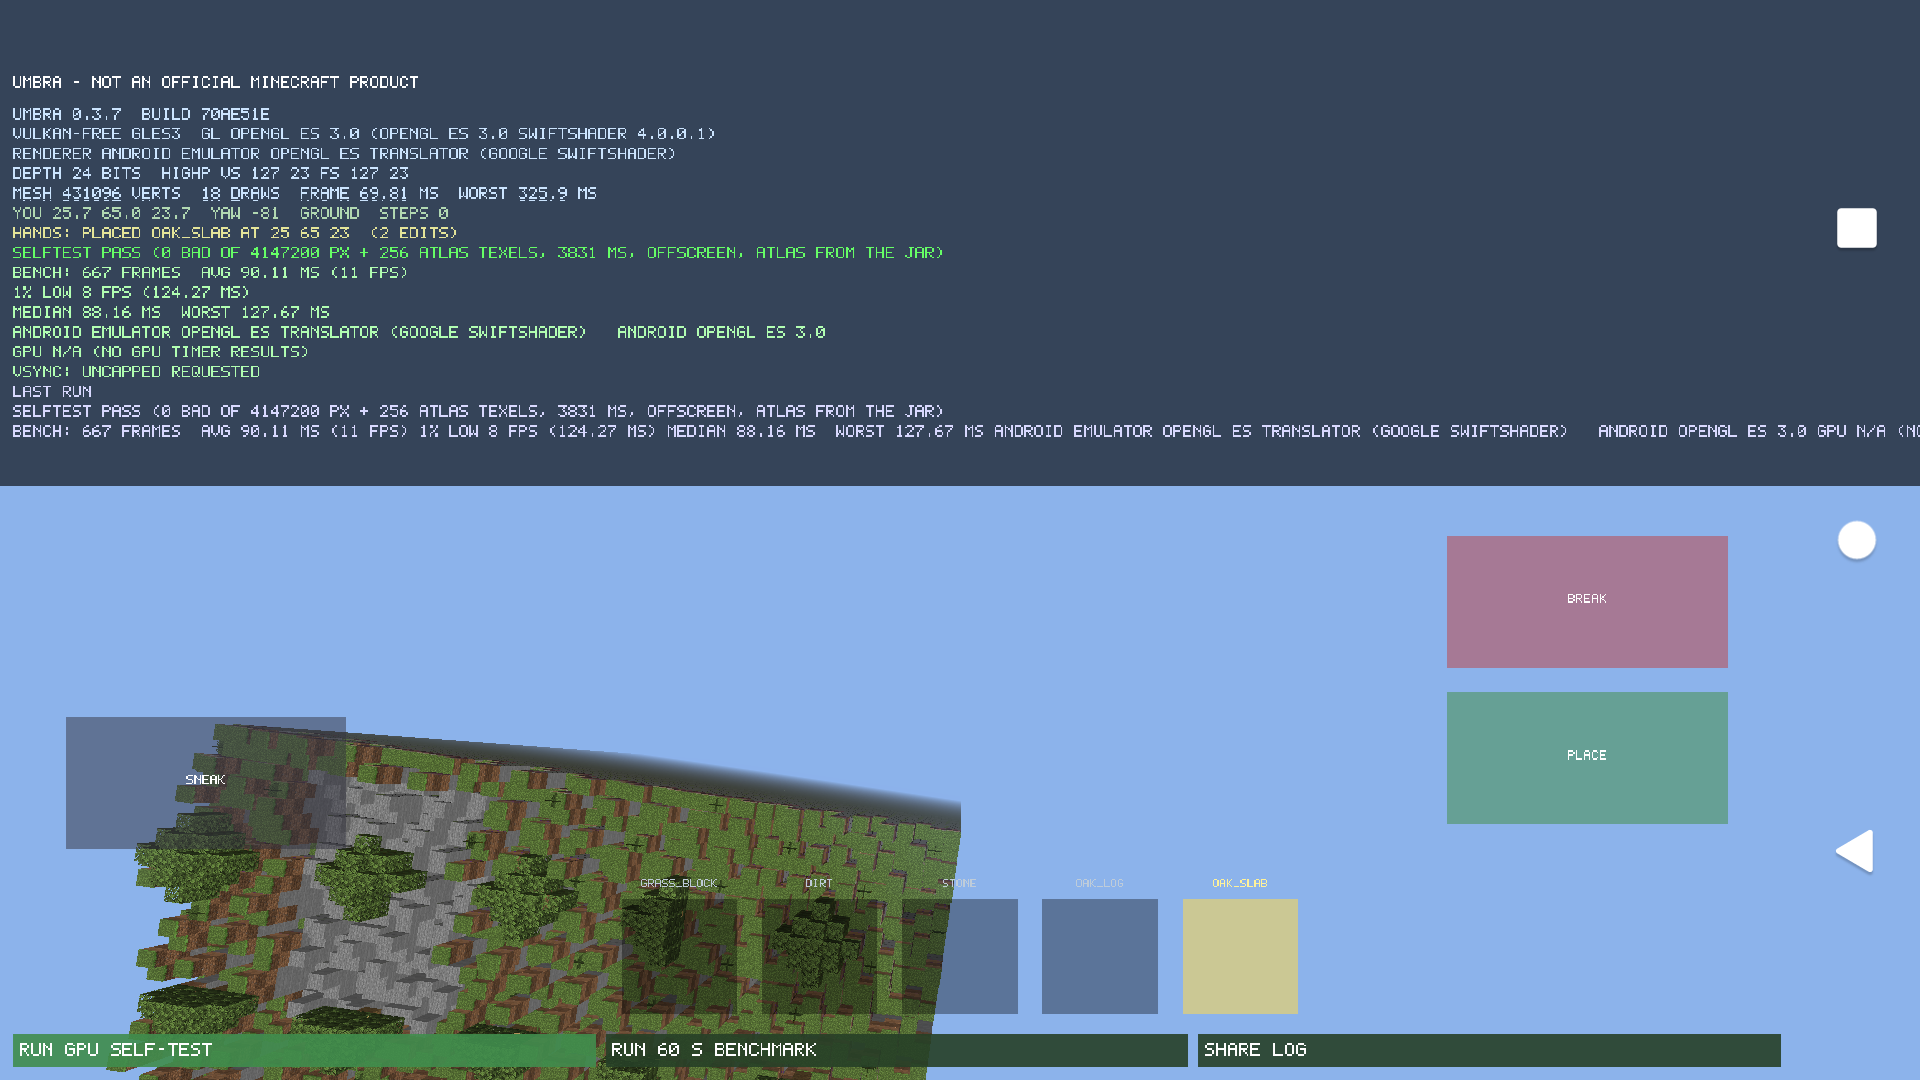 UMBRA - NOT AN OFFICIAL MINECRAFT PRODUCT
UMBRA 0.3.7  BUILD 70AE51E
VULKAN-FREE GLES3  GL OPENGL ES 3.0 (OPENGL ES 3.0 SWIFTSHADER 4.0.0.1)
RENDERER ANDROID EMULATOR OPENGL ES TRANSLATOR (GOOGLE SWIFTSHADER)
DEPTH 24 BITS  HIGHP VS 127 23 FS 127 23
MESH 431096 VERTS  18 DRAWS  FRAME 69.81 MS  WORST 325.9 MS
YOU 25.7 65.0 23.7  YAW -81  GROUND  STEPS 0
HANDS: PLACED OAK_SLAB AT 25 65 23  (2 EDITS)
SELFTEST PASS (0 BAD OF 4147200 PX + 256 ATLAS TEXELS, 3831 MS, OFFSCREEN, ATLAS FROM THE JAR)
BENCH: 667 FRAMES  AVG 90.11 MS (11 FPS)
1% LOW 8 FPS (124.27 MS)
MEDIAN 88.16 MS  WORST 127.67 MS
ANDROID EMULATOR OPENGL ES TRANSLATOR (GOOGLE SWIFTSHADER)   ANDROID OPENGL ES 3.0
GPU N/A (NO GPU TIMER RESULTS)
VSYNC: UNCAPPED REQUESTED
LAST RUN
SELFTEST PASS (0 BAD OF 4147200 PX + 256 ATLAS TEXELS, 3831 MS, OFFSCREEN, ATLAS FROM THE JAR)
BENCH: 667 FRAMES  AVG 90.11 MS (11 FPS) 1% LOW 8 FPS (124.27 MS) MEDIAN 88.16 MS  WORST 127.67 MS ANDROID EMULATOR OPENGL ES TRANSLATOR (GOOGLE SWIFTSHADER)   ANDROID OPENGL ES 3.0 GPU N/A (NO
BREAK
PLACE
SNEAK
GRASS_BLOCK
DIRT
STONE
OAK_LOG
OAK_SLAB
RUN GPU SELF-TEST
RUN 60 S BENCHMARK
SHARE LOG